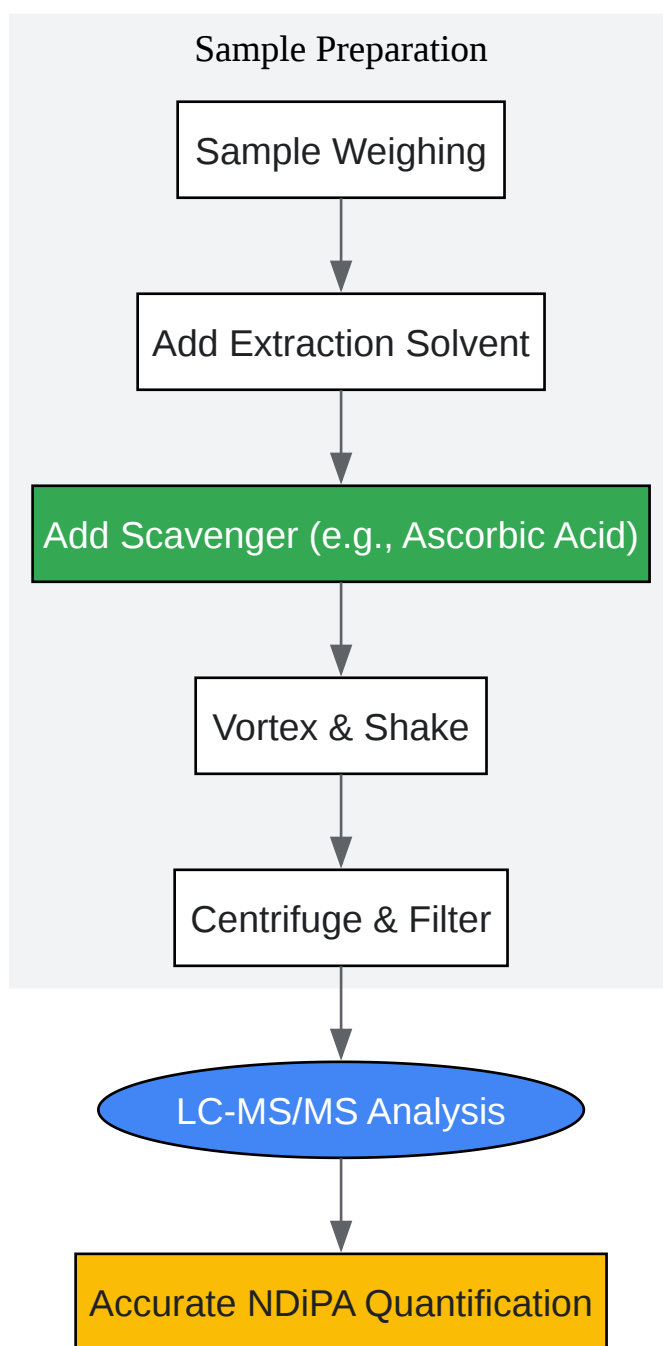 Sample Preparation
Sample Weighing
Add Extraction Solvent
Add Scavenger (e.g., Ascorbic Acid)
Vortex & Shake
Centrifuge & Filter
LC-MS/MS Analysis
Accurate NDiPA Quantification